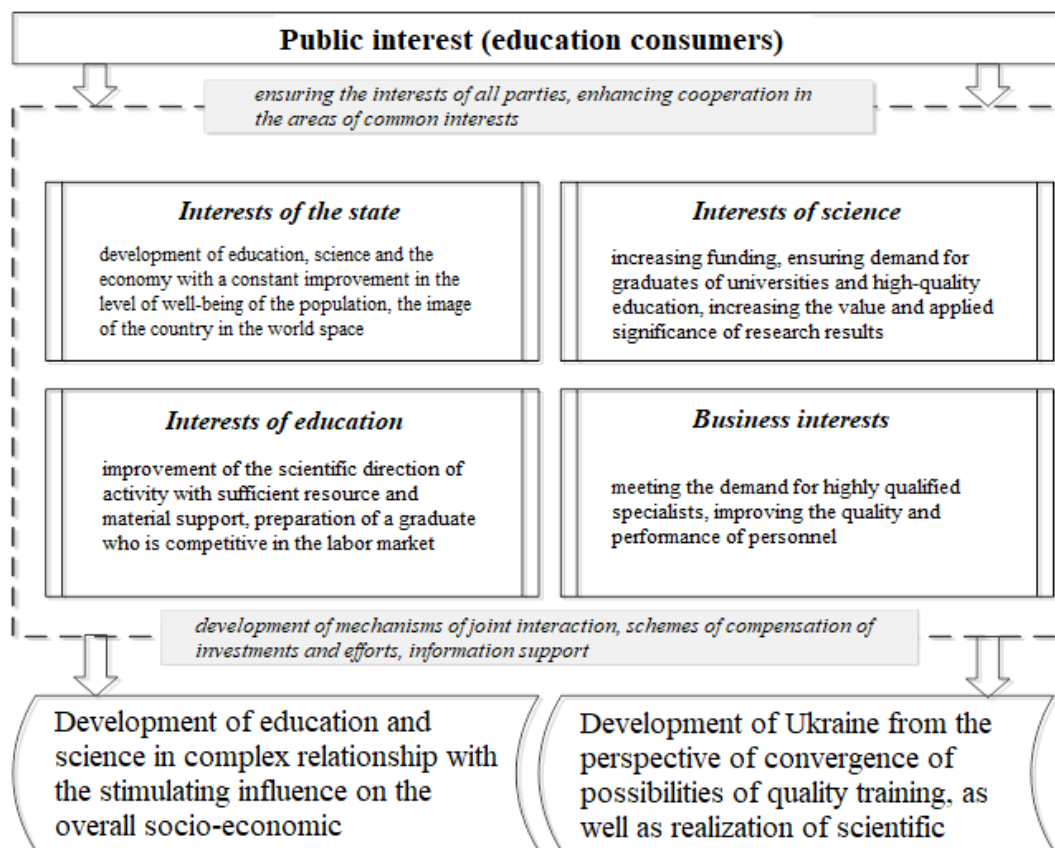 Public interest (education consumers)
ensuring the interests of all parties, enhancing cooperation in
the areas of common interests
Interests of the state
development of education, science and the
economy with a constant improvement in the
level of well-being of the population, the image
of the country in the world space
Interests of science
increasing funding, ensuring demand for
graduates of universities and high-quality
education, increasing the value and applied
significance of research results
Interests of education
improvement of the scientific direction of
activity with sufficient resource and
material support, preparation of a graduate
who is competitive in the labor market
Business interests
meeting the demand for highly qualified
specialists, improving the quality and
performance of personnel
development of mechanisms of joint interaction, schemes of compensation of
investments and efforts, information support
Development of education and
science in complex relationship with
the stimulating influence on the
overall socio-economic
Development of Ukraine from the
perspective of convergence of
possibilities of quality training, as
well as realization of scientific